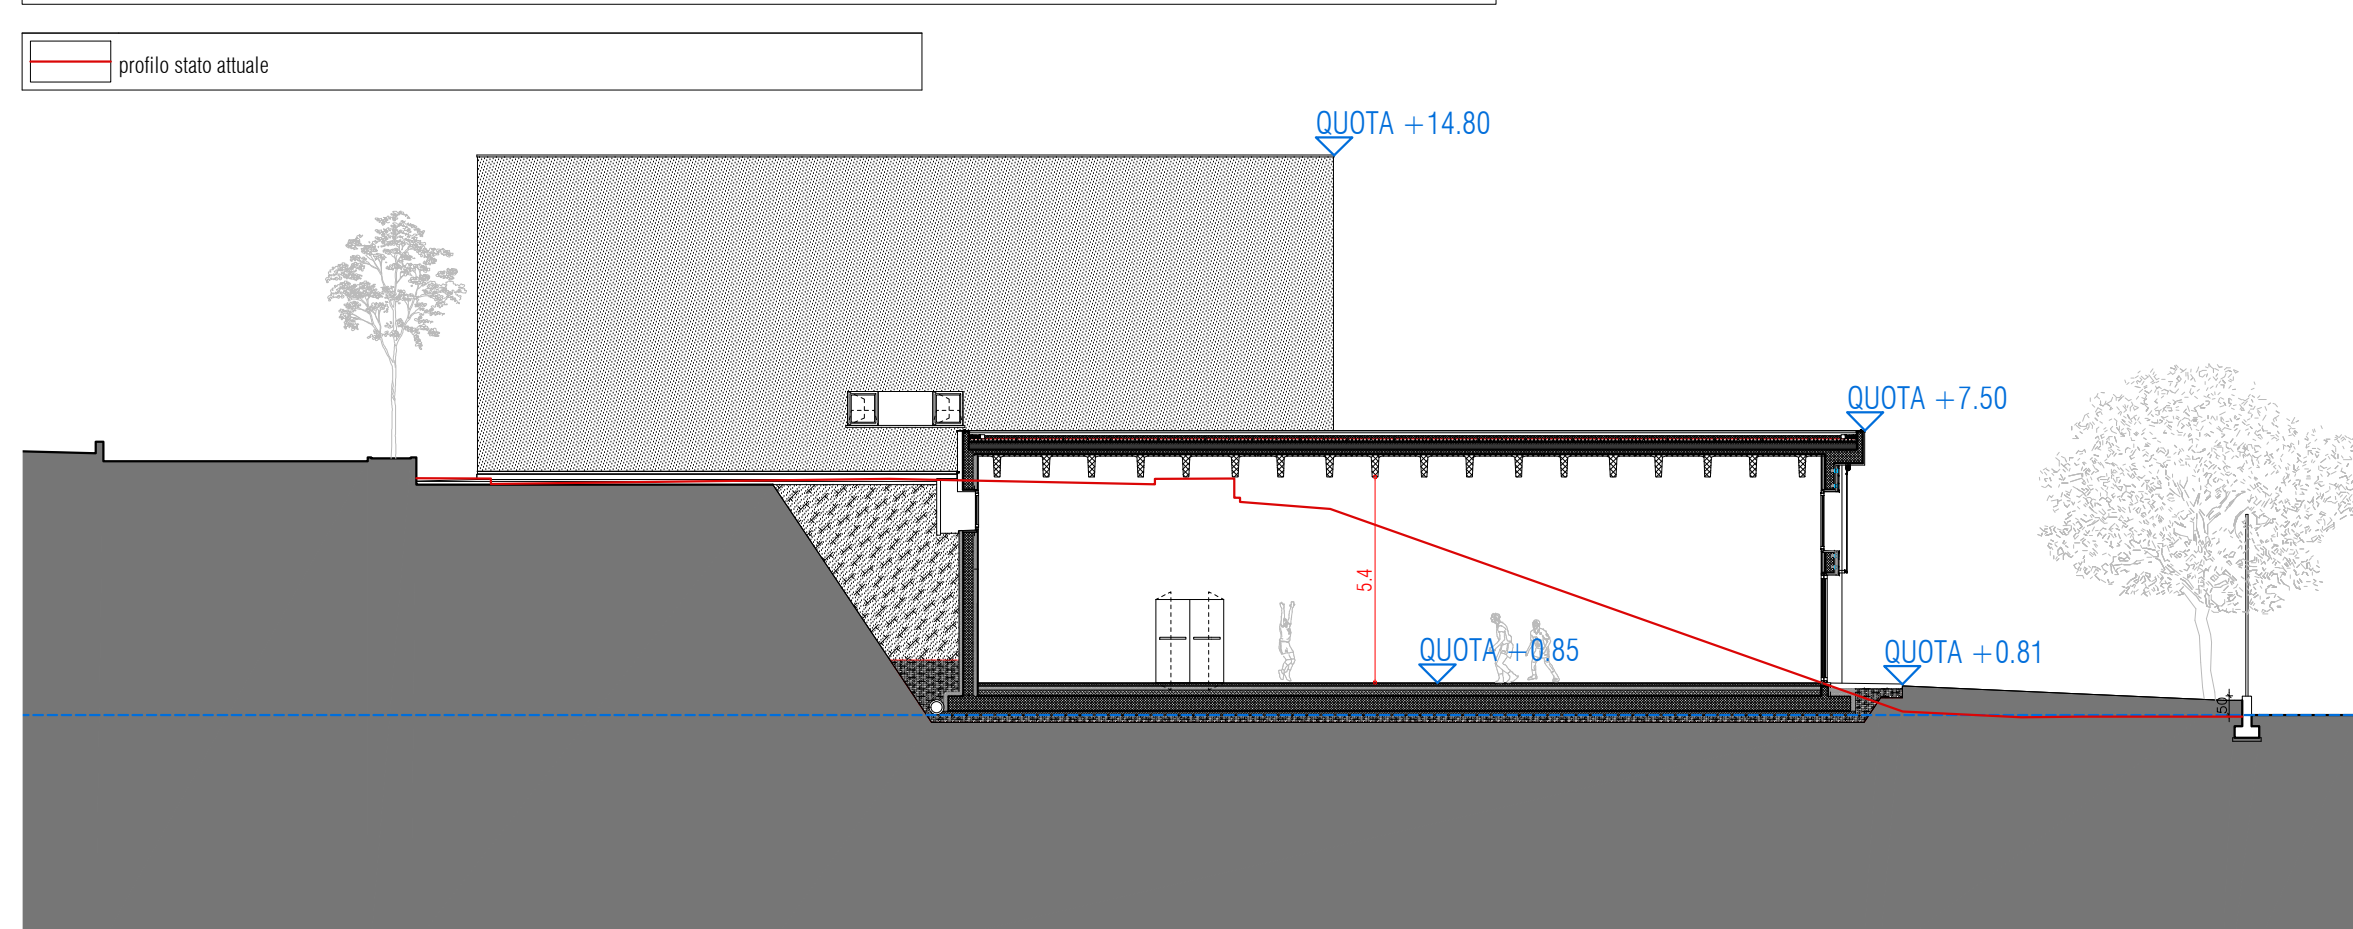 profilo stato attuale
QUOTA +14.80
QUOTA +7.50
5.4
QUOTA +0.85
QUOTA +0.81
50